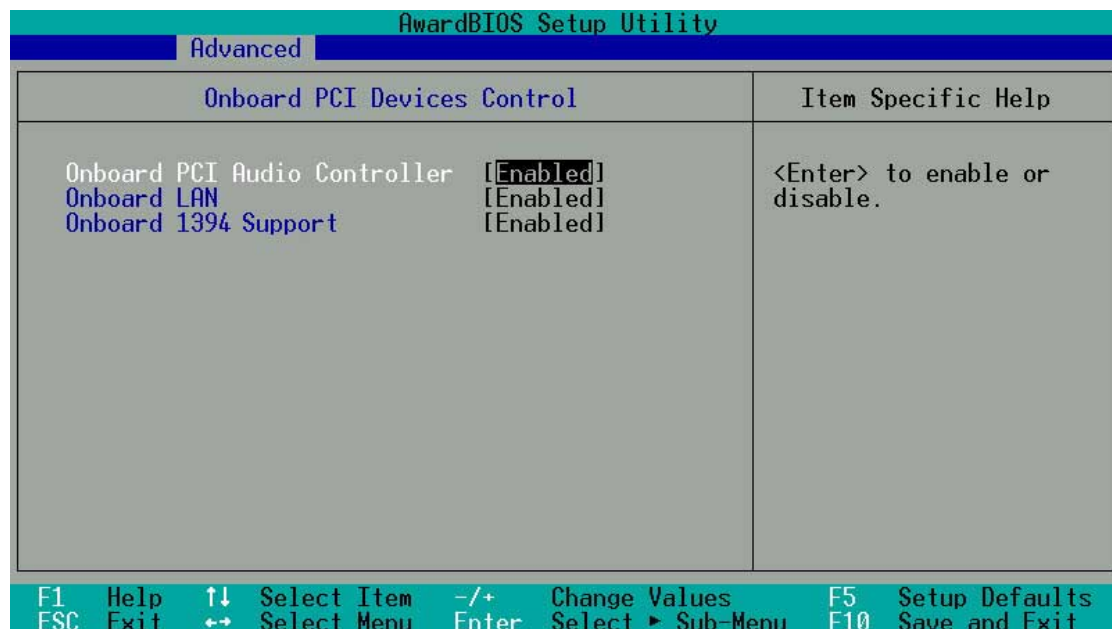 AwardBIOS Setup Utility
Advanced
Onboard PCI Devices Control
Item Specific Help
Onboard PCI Audio Controller [Enabled]
Onboard LAN [Enabled]
Onboard 1394 Support [Enabled]
<Enter> to enable or
disable.
F1 Help ↑↓ Select Item -/+ Change Values F5 Setup Defaults
ESC Exit ←→ Select Menu Enter Select ► Sub-Menu F10 Save and Exit